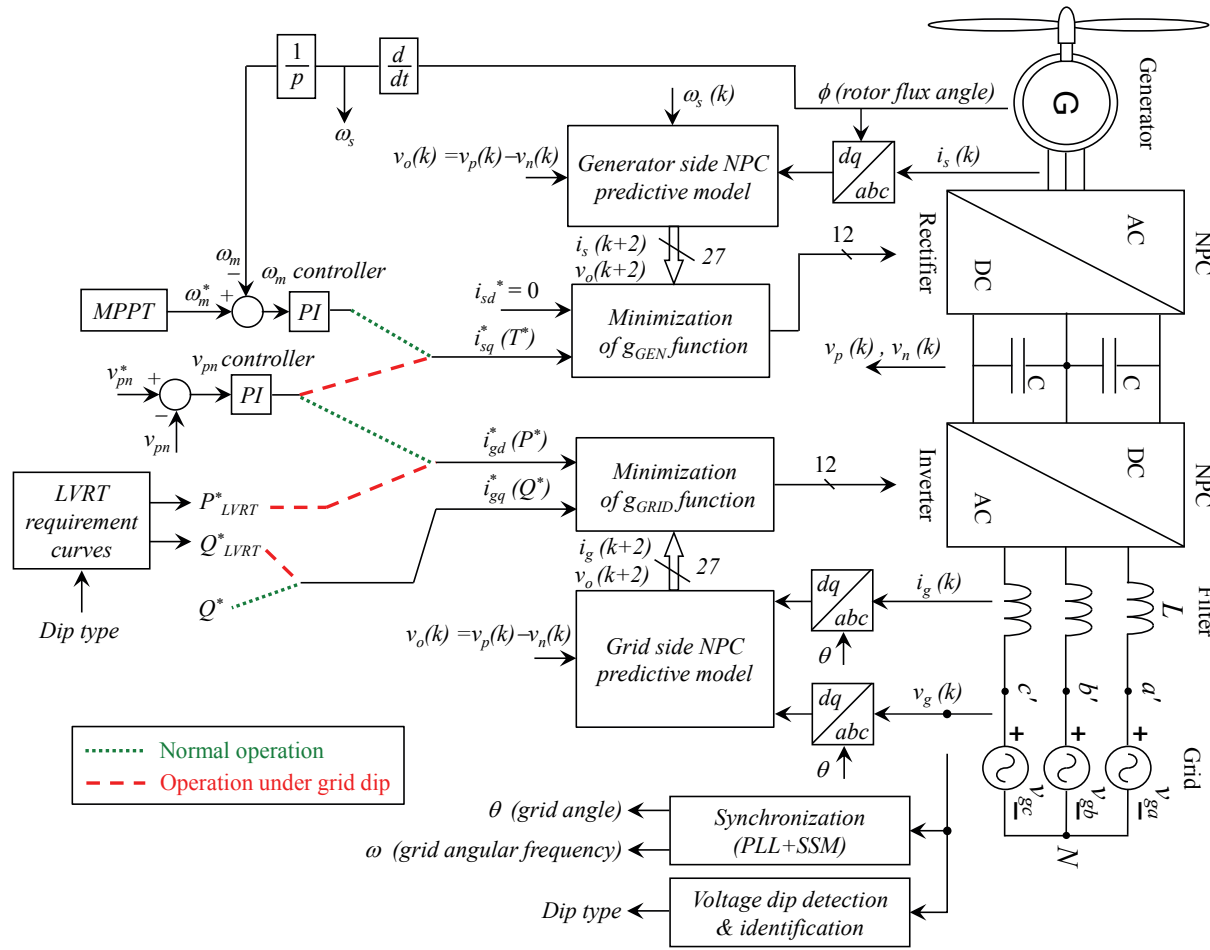 1
p
d
dt
ω_s
ϕ (rotor flux angle)
G
Generator
ω_s (k)
v_o(k) =v_p(k)−v_n(k)
Generator side NPC
predictive model
dq
abc
i_s (k)
i_s (k+2)
v_o(k+2)
27
12
AC
DC
NPC
Rectifier
ω_m
−
ω_m controller
MPPT
ω_m*
+
PI
i_sd* = 0
i_sq* (T*)
Minimization
of g_GEN function
v_p (k) , v_n (k)
C
C
v_pn controller
v_pn*
+
−
PI
v_pn
i_gd* (P*)
i_gq* (Q*)
Minimization
of g_GRID function
12
DC
AC
NPC
Inverter
LVRT
requirement
curves
P*_LVRT
Q*_LVRT
Q*
Dip type
i_g (k+2)
v_o (k+2)
27
v_o(k) =v_p(k)−v_n(k)
Grid side NPC
predictive model
dq
abc
i_g (k)
θ
dq
abc
v_g (k)
θ
L
Filter
c'
b'
a'
+
+
+
v_gc
v_gb
v_ga
−
−
−
Grid
N
Normal operation
Operation under grid dip
θ (grid angle)
ω (grid angular frequency)
Synchronization
(PLL+SSM)
Dip type
Voltage dip detection
& identification